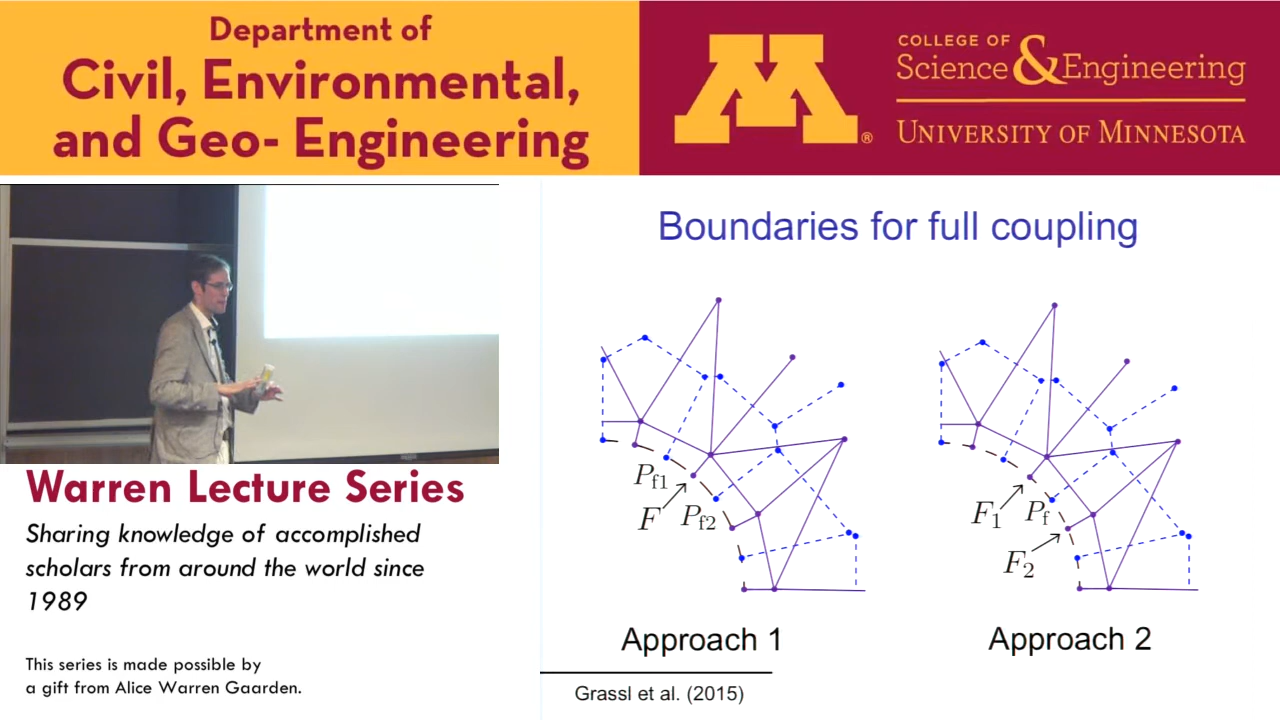 Department of
Civil, Environmental,
and Geo- Engineering
M®
COLLEGE OF
Science & Engineering
UNIVERSITY OF MINNESOTA
Boundaries for full coupling
Pf1
F
Pf2
F1
Pf
F2
Approach 1
Approach 2
Grassl et al. (2015)
Warren Lecture Series
Sharing knowledge of accomplished
scholars from around the world since
1989
This series is made possible by
a gift from Alice Warren Gaarden.